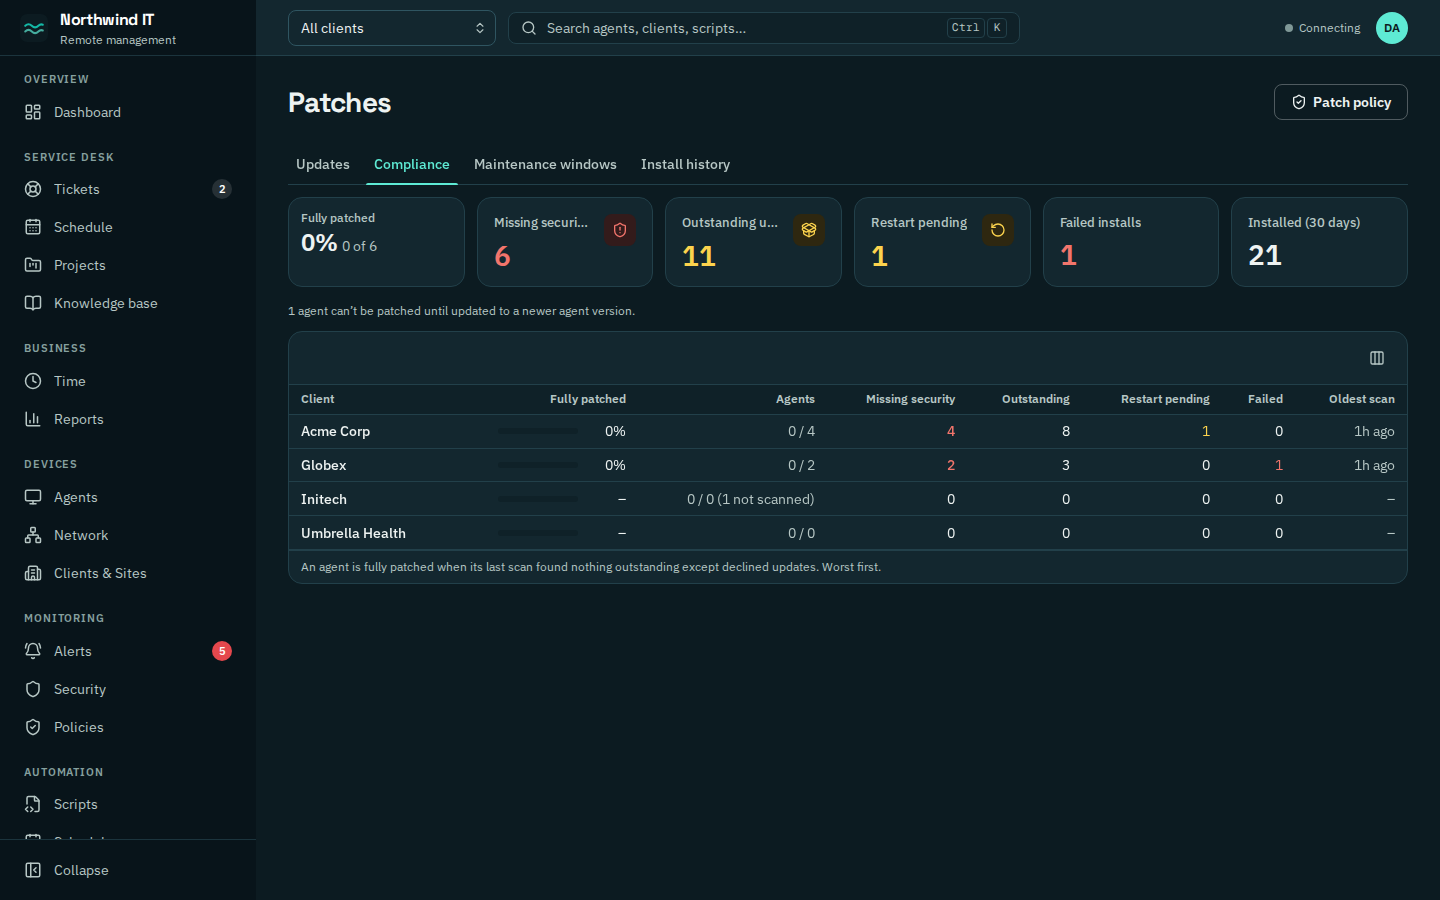 Northwind IT
Remote management
All clients
Search agents, clients, scripts...
Ctrl K
Connecting
DA
OVERVIEW
Dashboard
SERVICE DESK
Tickets 2
Schedule
Projects
Knowledge base
BUSINESS
Time
Reports
DEVICES
Agents
Network
Clients & Sites
MONITORING
Alerts 5
Security
Policies
AUTOMATION
Scripts
Collapse
Patches
Patch policy
Updates Compliance Maintenance windows Install history
Fully patched
0% 0 of 6
Missing securi...
6
Outstanding u...
11
Restart pending
1
Failed installs
1
Installed (30 days)
21
1 agent can’t be patched until updated to a newer agent version.
Client Fully patched Agents Missing security Outstanding Restart pending Failed Oldest scan
Acme Corp 0% 0 / 4 4 8 1 0 1h ago
Globex 0% 0 / 2 2 3 0 1 1h ago
Initech – 0 / 0 (1 not scanned) 0 0 0 0 –
Umbrella Health – 0 / 0 0 0 0 0 –
An agent is fully patched when its last scan found nothing outstanding except declined updates. Worst first.